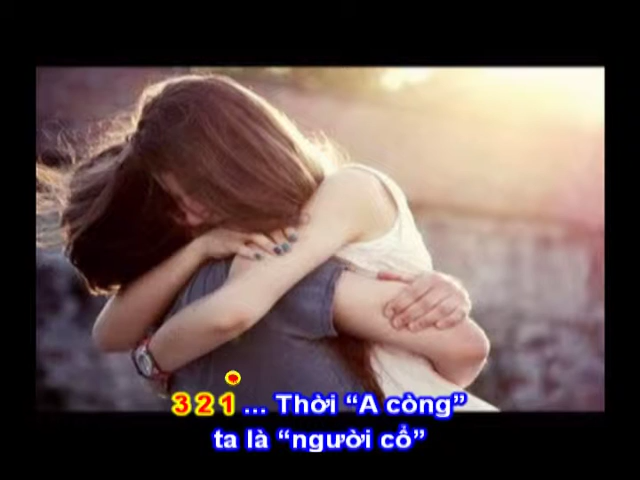 3 2 1 ... Thời “A còng”
ta là “người cổ”